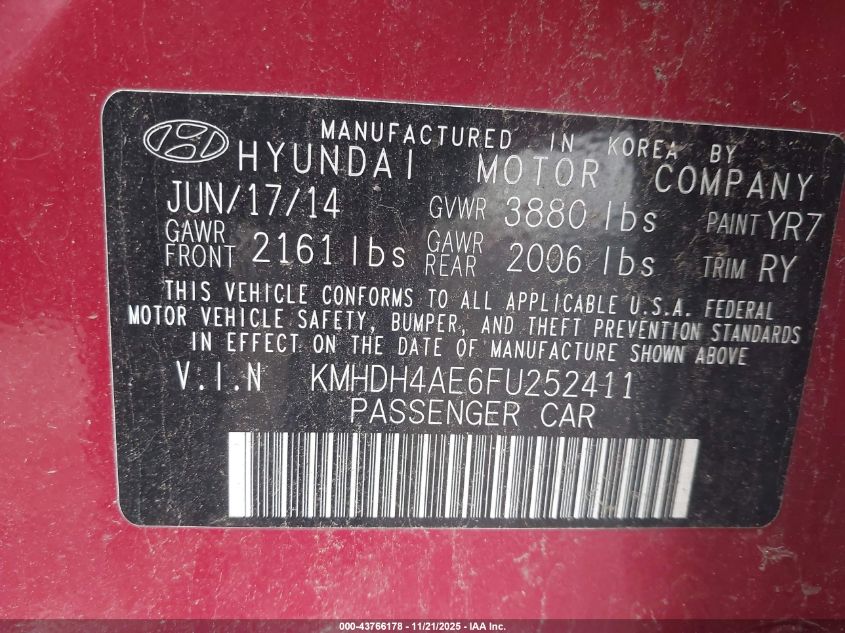 MANUFACTURED IN KOREA BY
HYUNDAI MOTOR COMPANY
JUN/17/14 GVWR 3880 lbs PAINT YR7
GAWR FRONT 2161 lbs GAWR REAR 2006 lbs TRIM RY
THIS VEHICLE CONFORMS TO ALL APPLICABLE U.S.A. FEDERAL
MOTOR VEHICLE SAFETY, BUMPER, AND THEFT PREVENTION STANDARDS
IN EFFECT ON THE DATE OF MANUFACTURE SHOWN ABOVE
V.I.N KMHDH4AE6FU252411
PASSENGER CAR
000-43766178 - 11/21/2025 - IAA Inc.